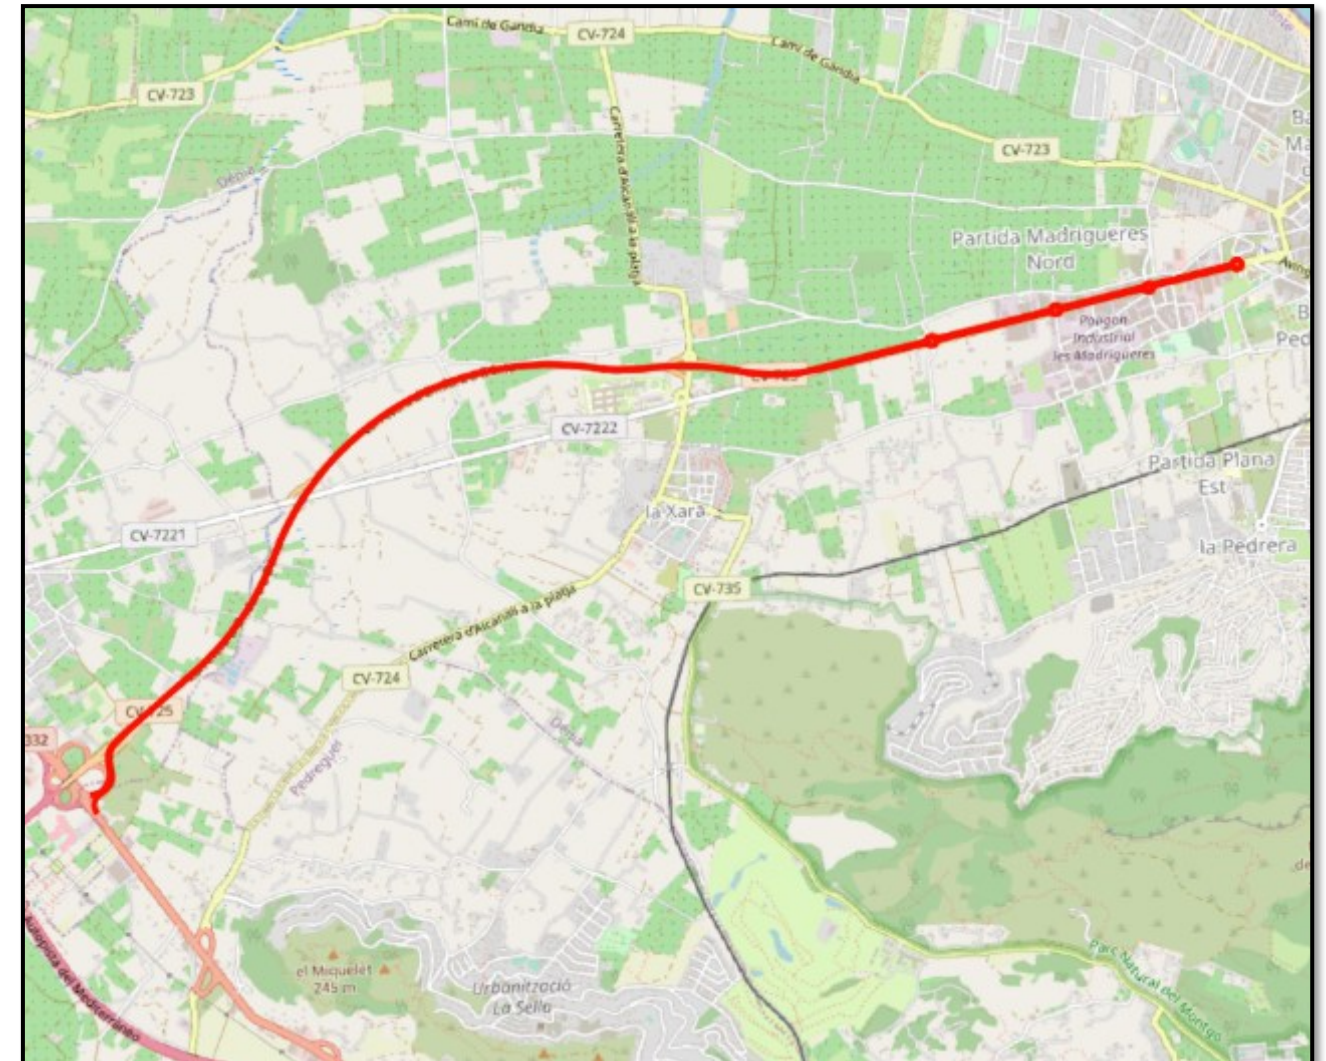 Camí de Gandia
CV-724
Camí de Gandia
CV-723
Dénia
Carretera d'Alcanalí a la platja
CV-723
Partida Madrigueres
Nord
Polígon
Industrial
les Madrigueres
CV-7222
CV-7221
Partida Plana
Est
la Xara
la Pedrera
CV-735
Carretera d'Alcanalí a la platja
CV-724
Dénia
Pedreguer
332
Autopista del Mediterráneo
el Miquelet
245 m
Urbanització
La Sella
Parc Natural del Montgó